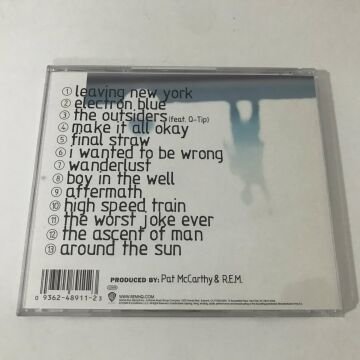 1 leaving new york
2 electron blue
3 the outsiders (feat. Q-Tip)
4 make it all okay
5 final straw
6 i wanted to be wrong
7 wanderlust
8 boy in the well
9 aftermath
10 high speed train
11 the worst joke ever
12 the ascent of man
13 around the sun
PRODUCED BY: Pat McCarthy & R.E.M.
0 9362-48911-2 3
WWW.REMHQ.COM